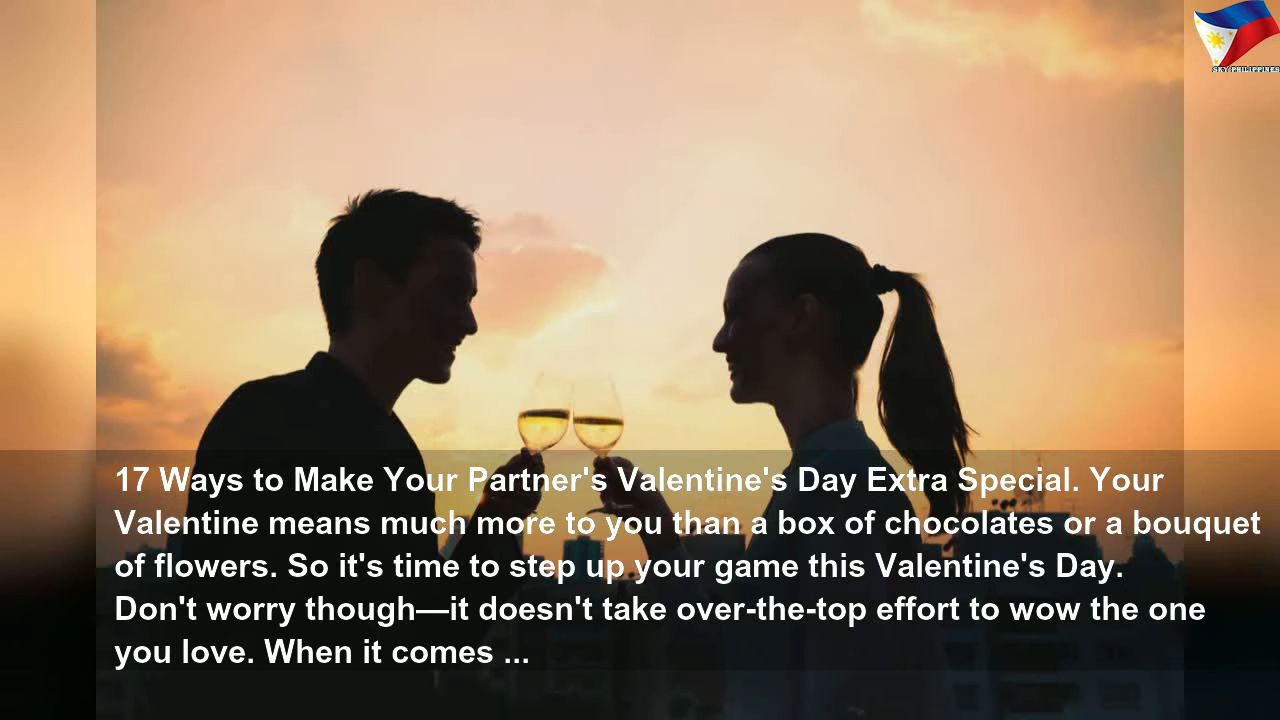 SKY PHILIPPINES
17 Ways to Make Your Partner's Valentine's Day Extra Special. Your
Valentine means much more to you than a box of chocolates or a bouquet
of flowers. So it's time to step up your game this Valentine's Day.
Don't worry though—it doesn't take over-the-top effort to wow the one
you love. When it comes ...